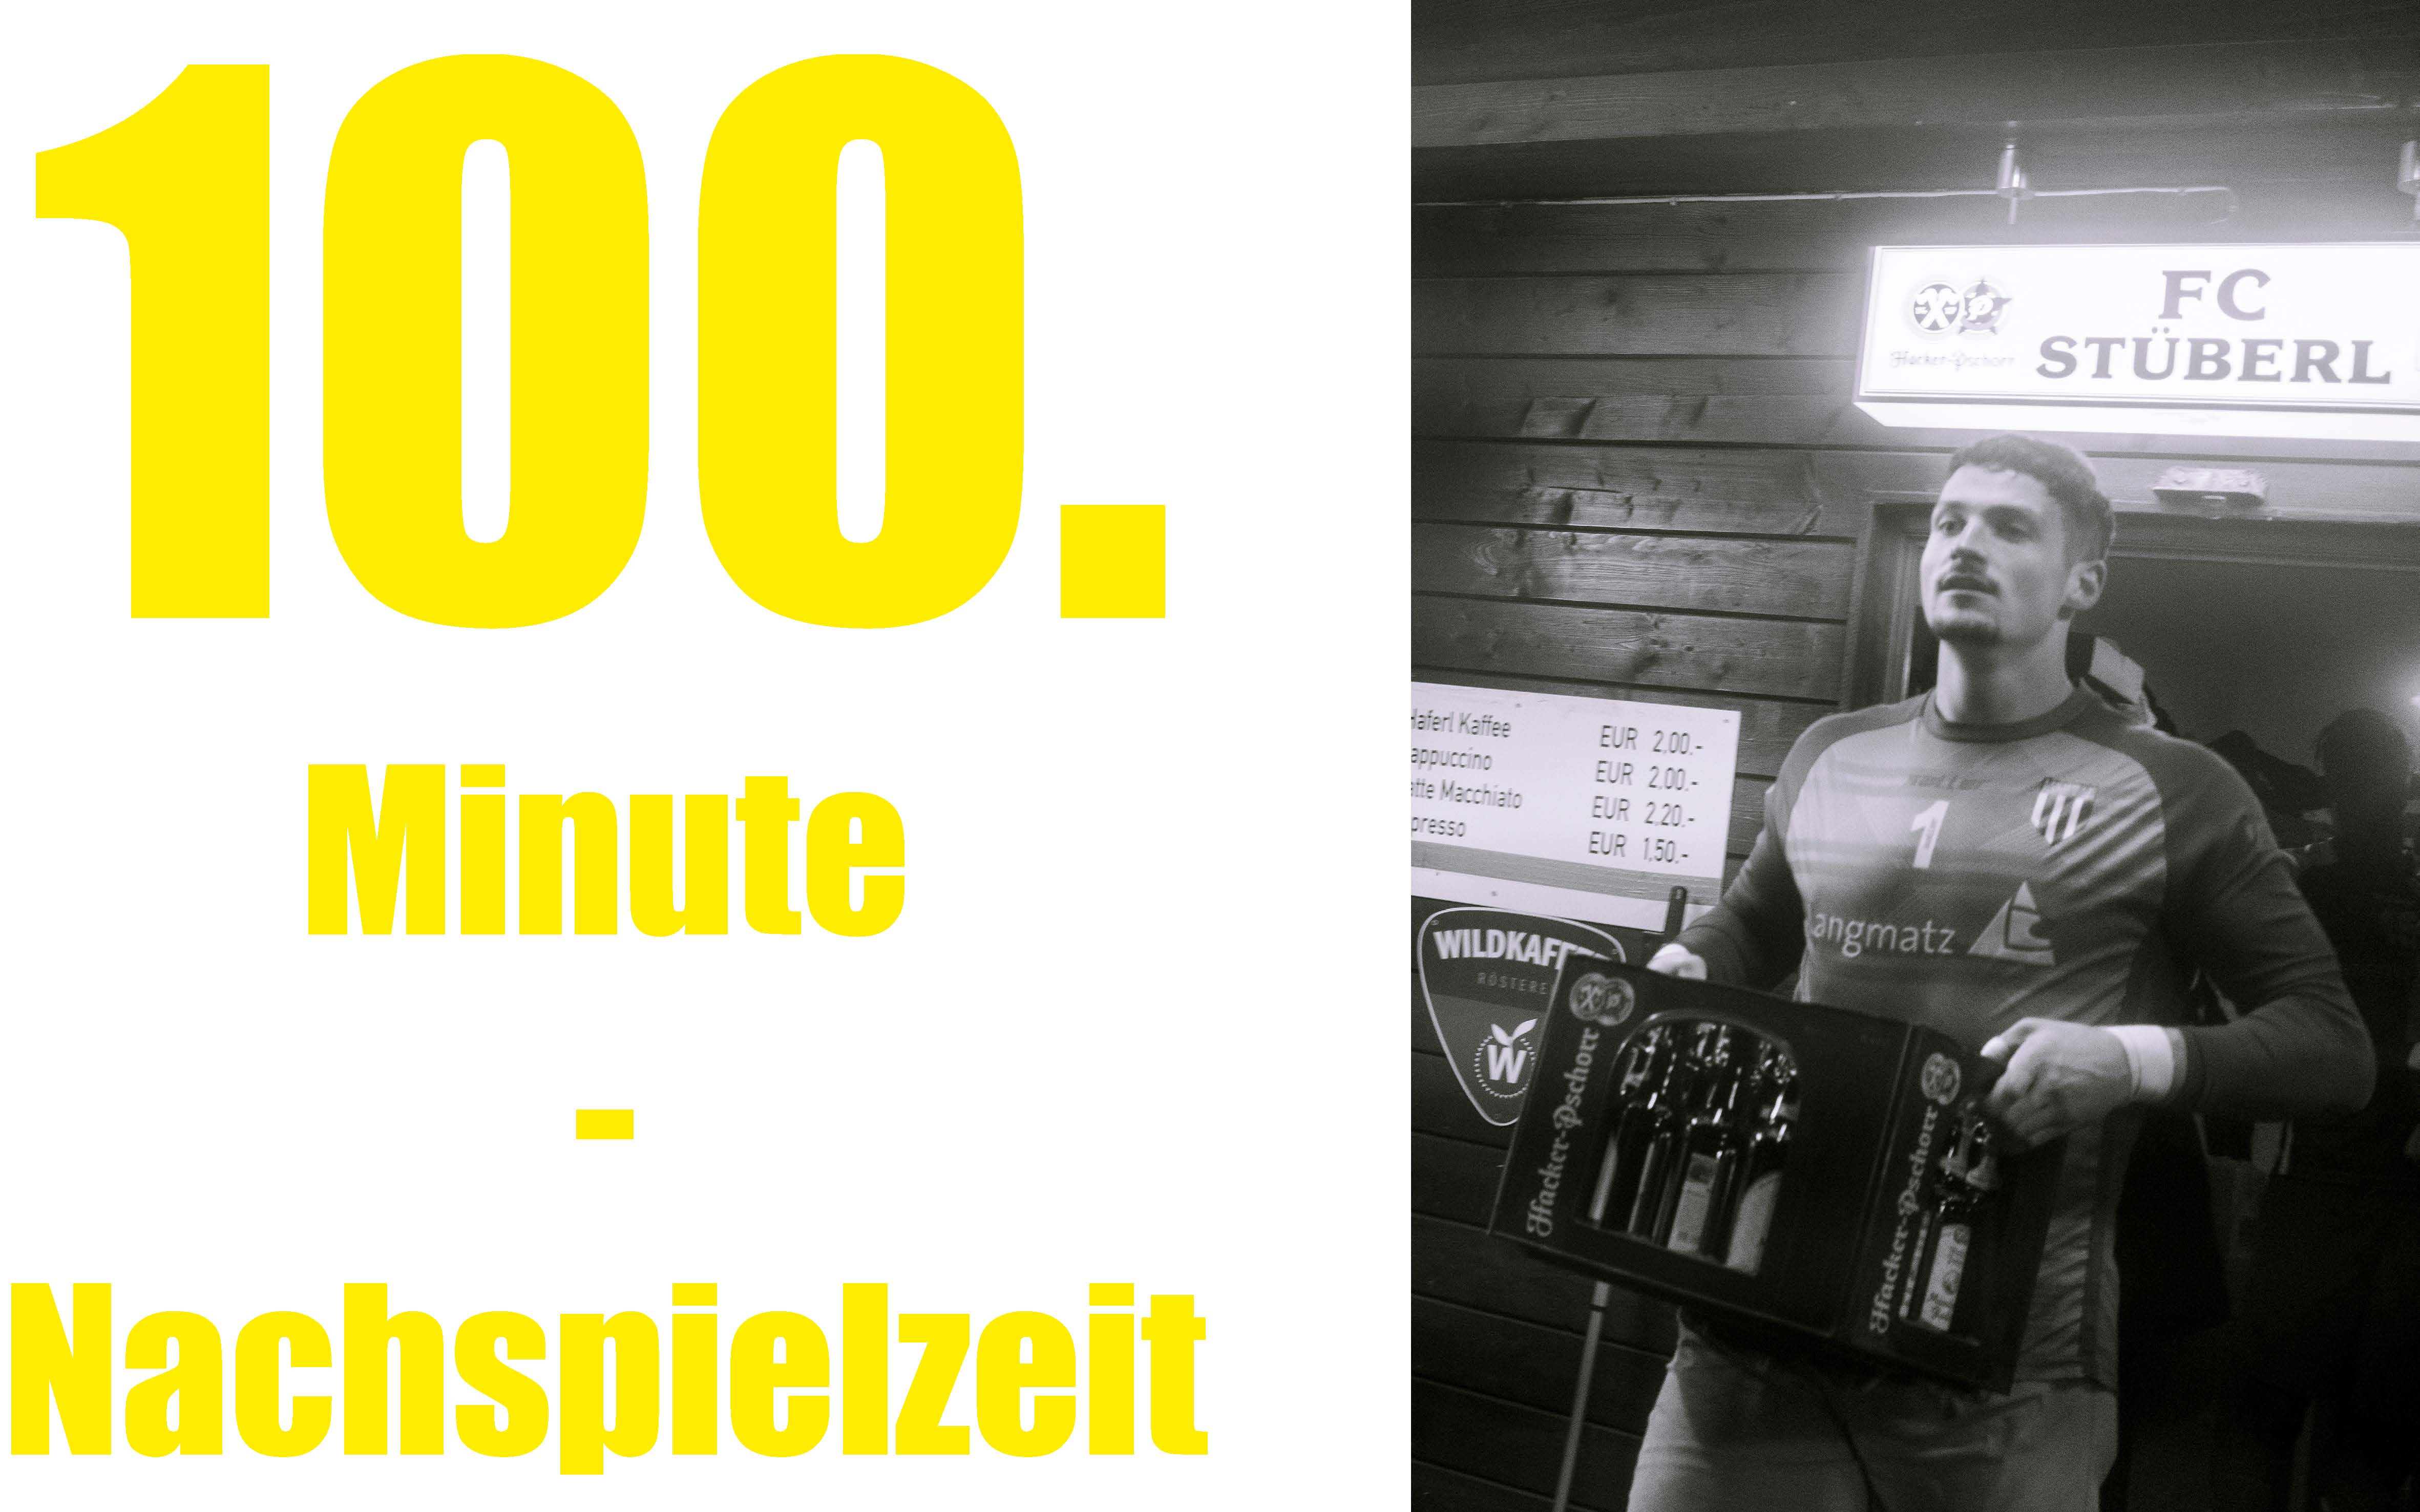 100.
Minute
-
Nachspielzeit
Hacker-Pschorr
FC
STÜBERL
Haferl Kaffee EUR 2,00.-
appuccino EUR 2,00.-
atte Macchiato EUR 2,20.-
presso EUR 1,50.-
1
angmatz
WILDKAFFE
RÖSTERE
W
Hacker-Pschorr
Hacker-Pschorr